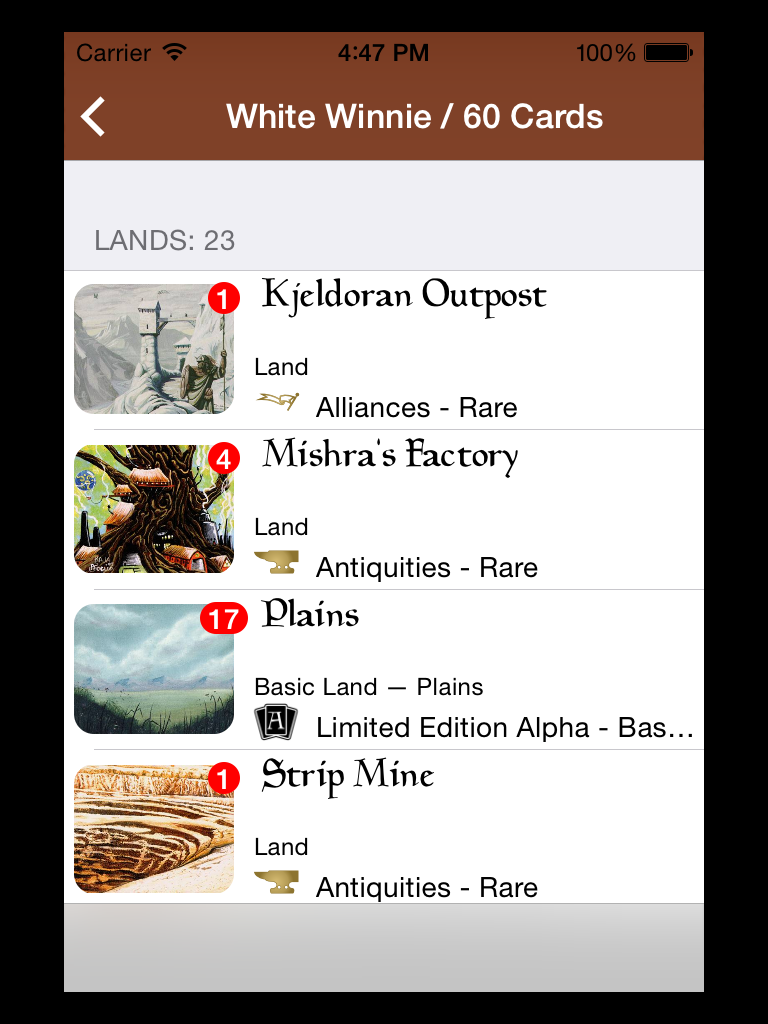 Carrier 4:47 PM 100%
White Winnie / 60 Cards
LANDS: 23
1 Kjeldoran Outpost
Land
Alliances - Rare
4 Mishra's Factory
Land
Antiquities - Rare
17 Plains
Basic Land — Plains
A Limited Edition Alpha - Bas...
1 Strip Mine
Land
Antiquities - Rare